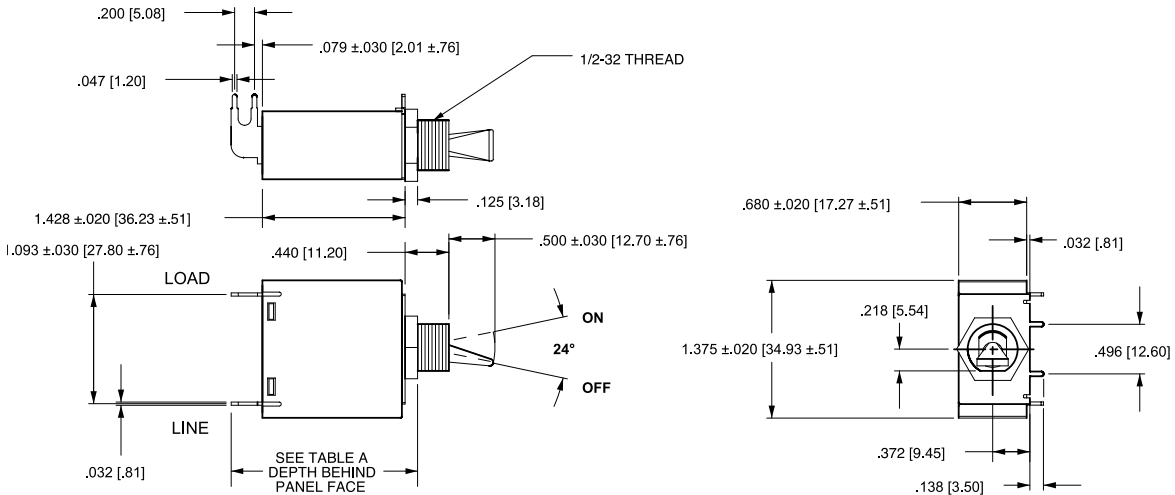 .200 [5.08]
.079 ±.030 [2.01 ±.76]
1/2-32 THREAD
.047 [1.20]
.125 [3.18]
1.428 ±.020 [36.23 ±.51]
.680 ±.020 [17.27 ±.51]
1.093 ±.030 [27.80 ±.76]
.440 [11.20]
.500 ±.030 [12.70 ±.76]
.032 [.81]
LOAD
ON
24°
OFF
.218 [5.54]
1.375 ±.020 [34.93 ±.51]
.496 [12.60]
LINE
.032 [.81]
SEE TABLE A
DEPTH BEHIND
PANEL FACE
.372 [9.45]
.138 [3.50]